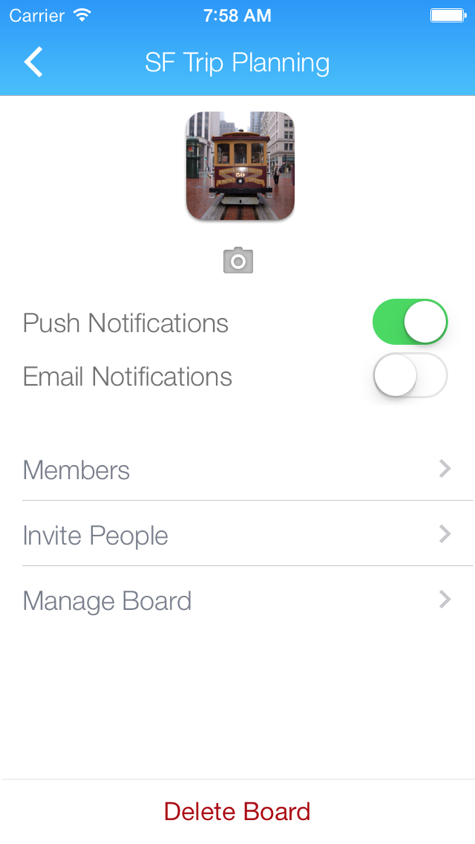 Carrier 7:58 AM
SF Trip Planning
Push Notifications
Email Notifications
Members
Invite People
Manage Board
Delete Board